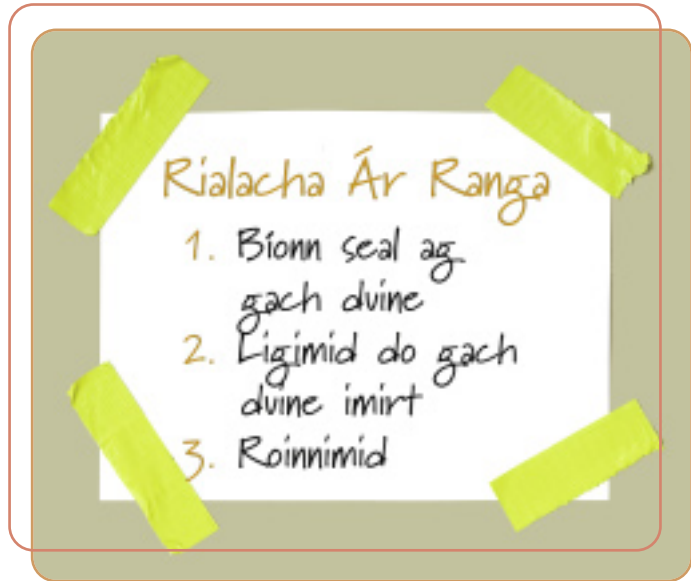 Rialacha Ár Ranga
1. Bíonn seal ag
gach duine
2. Ligimid do gach
duine imirt
3. Roinnimid